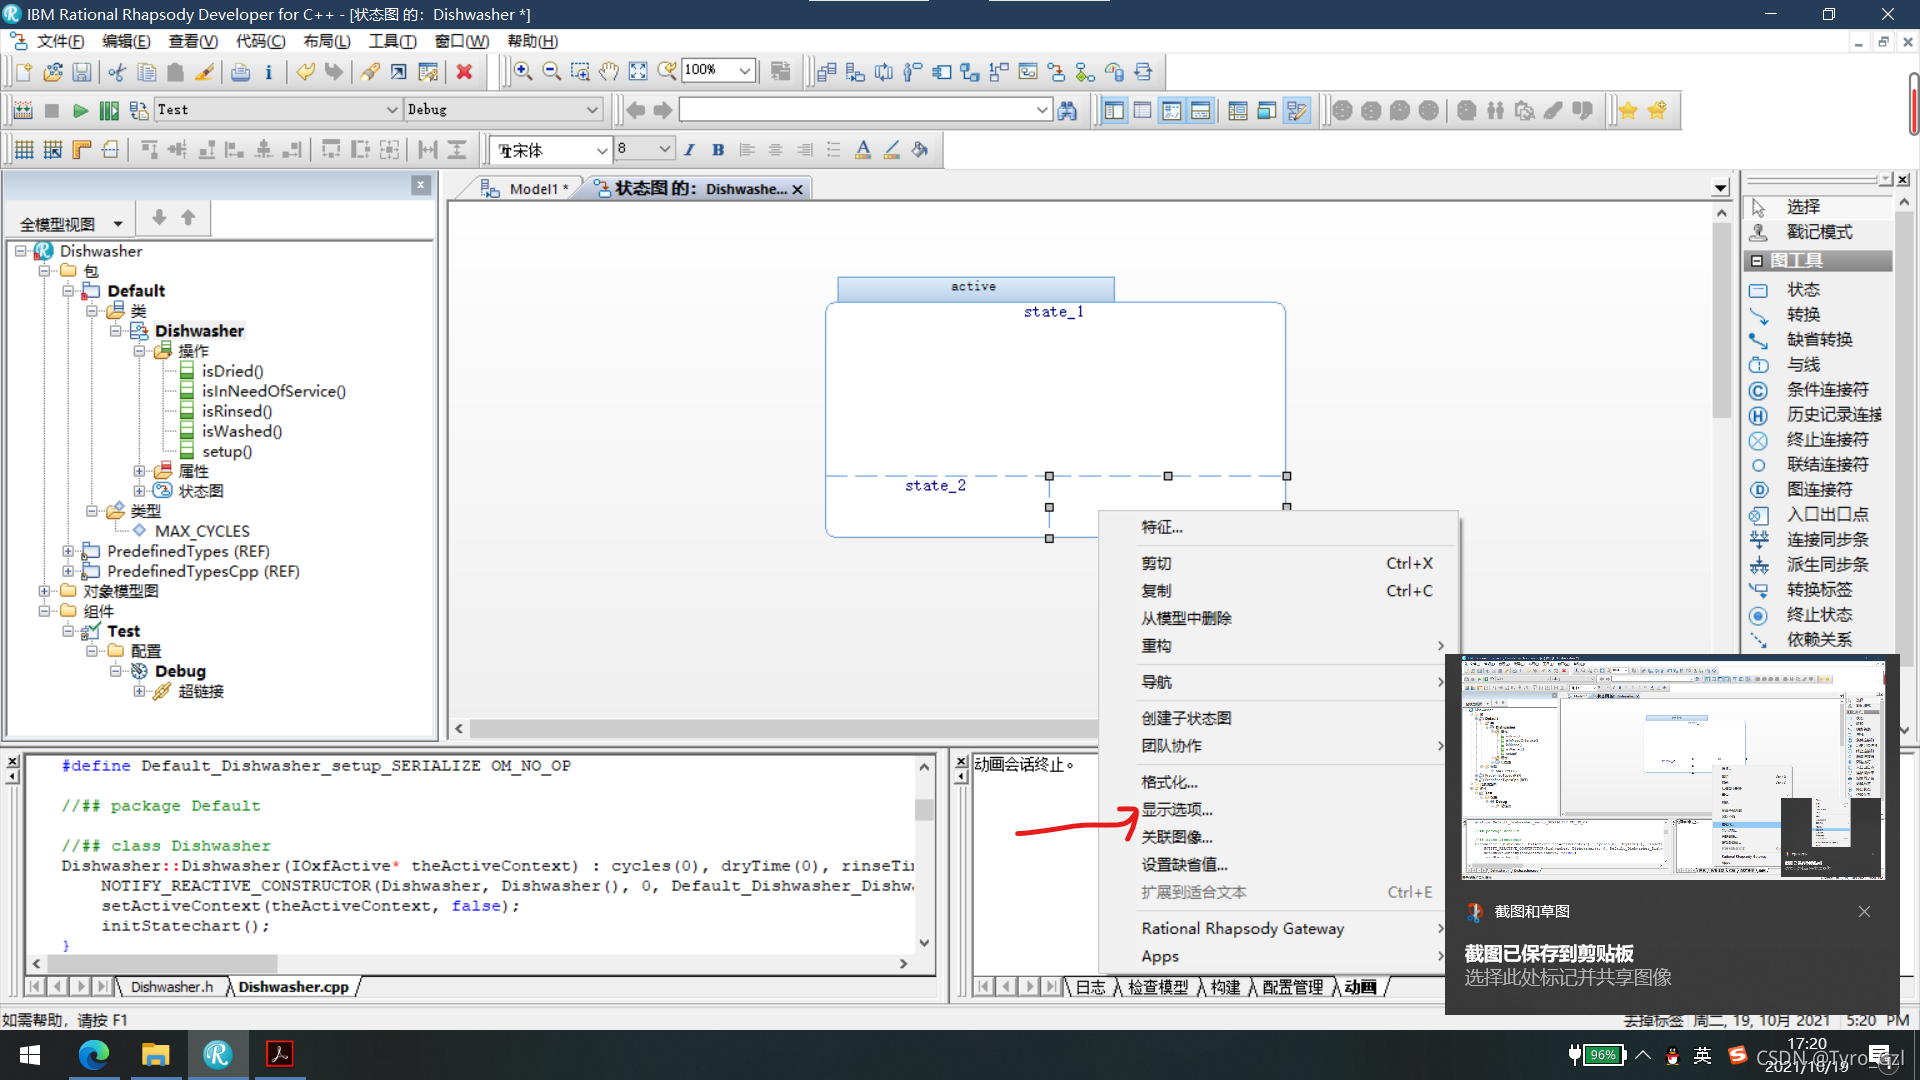 IBM Rational Rhapsody Developer for C++ - [状态图 的：Dishwasher *]
文件(F) 编辑(E) 查看(V) 代码(C) 布局(L) 工具(T) 窗口(W) 帮助(H)
100%
Test Debug
宋体 8
全模型视图
Model1 * 状态图 的：Dishwashe...
Dishwasher
包
Default
类
Dishwasher
操作
isDried()
isInNeedOfService()
isRinsed()
isWashed()
setup()
属性
状态图
类型
MAX_CYCLES
PredefinedTypes (REF)
PredefinedTypesCpp (REF)
对象模型图
组件
Test
配置
Debug
超链接
active
state_1
state_2
特征...
剪切 Ctrl+X
复制 Ctrl+C
从模型中删除
重构
导航
创建子状态图
团队协作
格式化...
显示选项...
关联图像...
设置缺省值...
扩展到适合文本 Ctrl+E
Rational Rhapsody Gateway
Apps
选择
戳记模式
图工具
状态
转换
缺省转换
与线
条件连接符
历史记录连接
终止连接符
联结连接符
图连接符
入口出口点
连接同步条
派生同步条
转换标签
终止状态
依赖关系
#define Default_Dishwasher_setup_SERIALIZE OM_NO_OP
//## package Default
//## class Dishwasher
Dishwasher::Dishwasher(IOxfActive* theActiveContext) : cycles(0), dryTime(0), rinseTi
NOTIFY_REACTIVE_CONSTRUCTOR(Dishwasher, Dishwasher(), 0, Default_Dishwasher_Dishw
setActiveContext(theActiveContext, false);
initStatechart();
}
Dishwasher.h Dishwasher.cpp
动画会话终止。
日志 检查模型 构建 配置管理 动画
截图和草图
截图已保存到剪贴板
选择此处标记并共享图像
如需帮助，请按 F1
去掉标签 周二, 19, 10月 2021 5:20 PM
96% 英 17:20
2021/10/19
CSDN @Tyro_Gzl